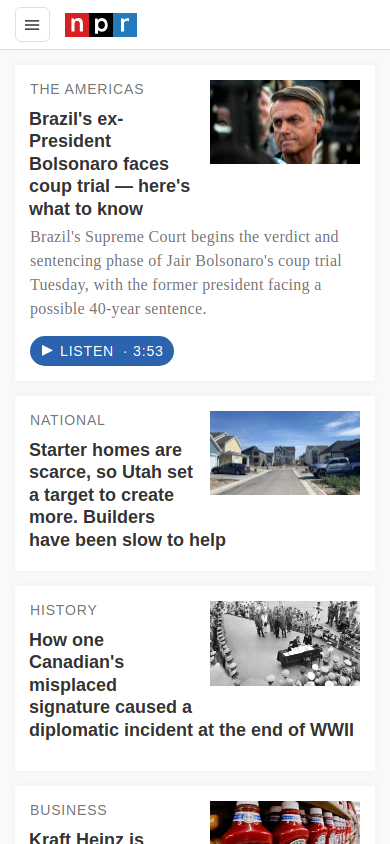 npr
THE AMERICAS
Brazil's ex-
President
Bolsonaro faces
coup trial — here's
what to know
Brazil's Supreme Court begins the verdict and
sentencing phase of Jair Bolsonaro's coup trial
Tuesday, with the former president facing a
possible 40-year sentence.
LISTEN · 3:53
NATIONAL
Starter homes are
scarce, so Utah set
a target to create
more. Builders
have been slow to help
HISTORY
How one
Canadian's
misplaced
signature caused a
diplomatic incident at the end of WWII
BUSINESS
Kraft Heinz is